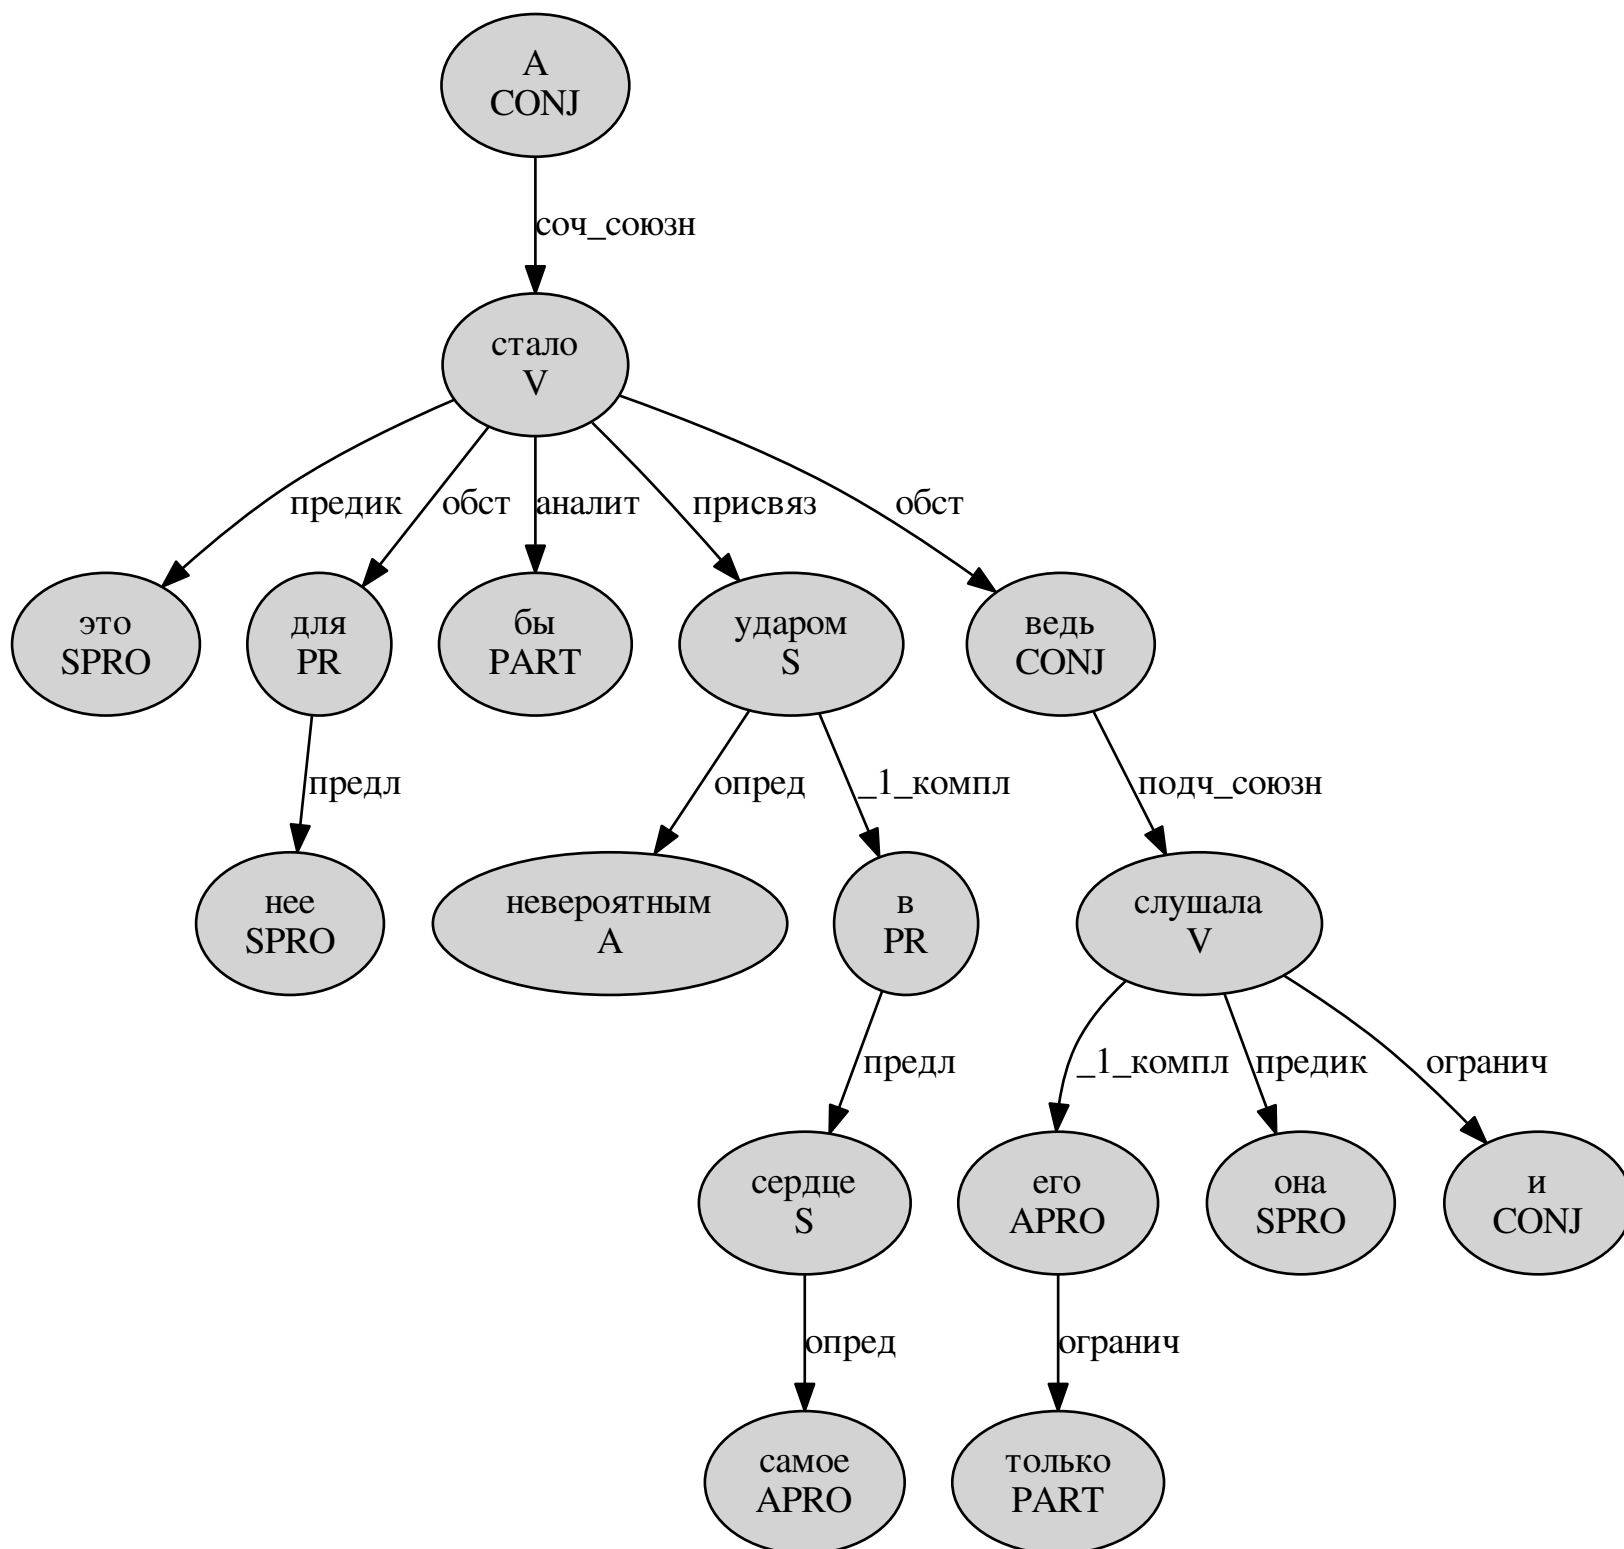 А
CONJ
соч_союзн
стало
V
предик
обст
аналит
присвяз
обст
это
SPRO
для
PR
бы
PART
ударом
S
ведь
CONJ
предл
опред
_1_компл
подч_союзн
нее
SPRO
невероятным
A
в
PR
слушала
V
предл
_1_компл
предик
огранич
сердце
S
его
APRO
она
SPRO
и
CONJ
опред
огранич
самое
APRO
только
PART